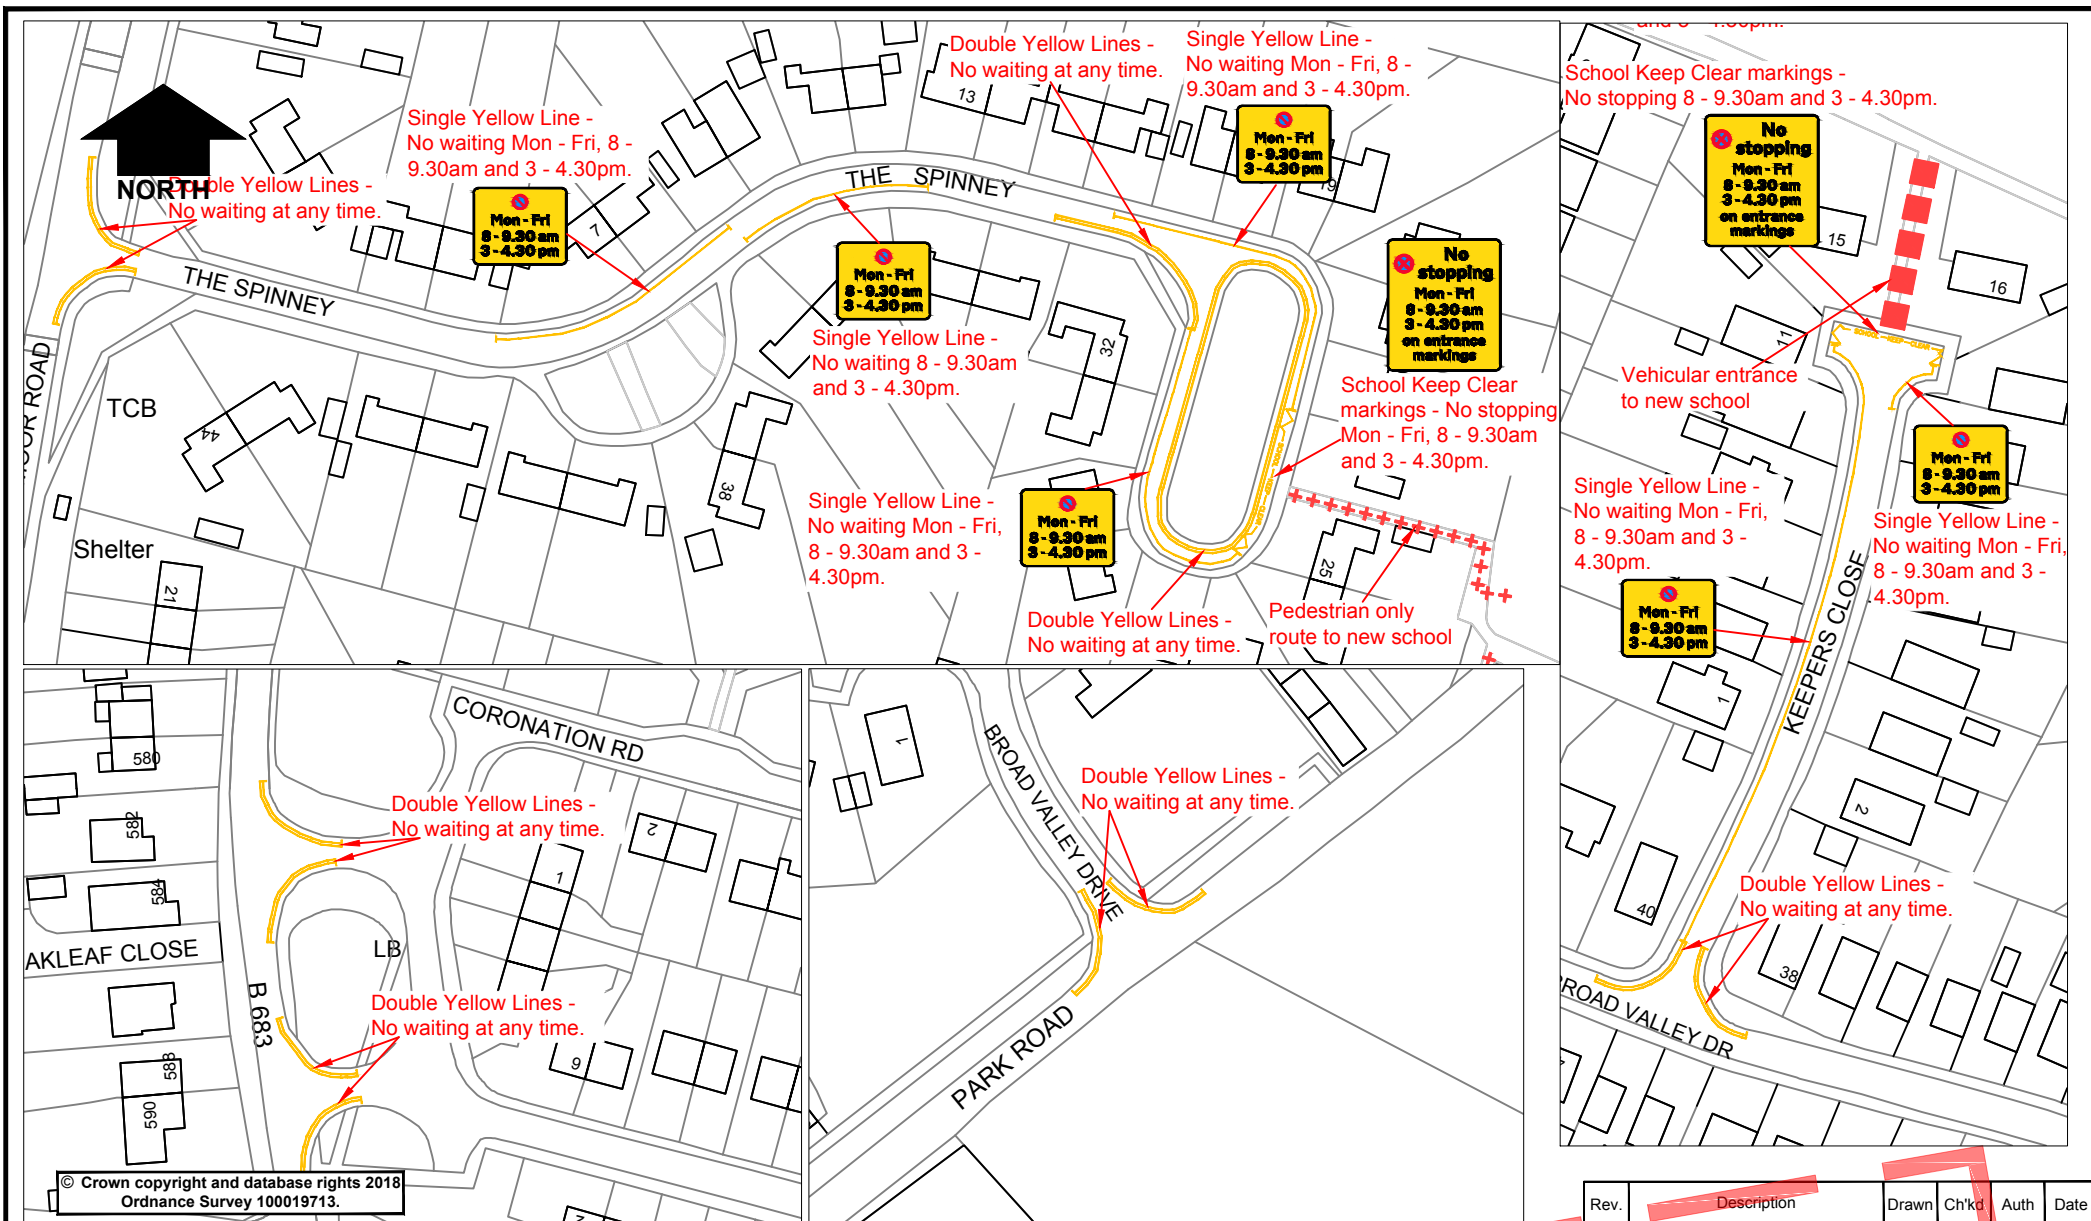 NORTH
Double Yellow Lines -
No waiting at any time.
THE SPINNEY
TCB
44
Shelter
21
Single Yellow Line -
No waiting Mon - Fri, 8 -
9.30am and 3 - 4.30pm.
Mon - Fri
8 - 9.30 am
3 - 4.30 pm
7
THE SPINNEY
Mon - Fri
8 - 9.30 am
3 - 4.30 pm
Single Yellow Line -
No waiting 8 - 9.30am
and 3 - 4.30pm.
38
32
13
Double Yellow Lines -
No waiting at any time.
Single Yellow Line -
No waiting Mon - Fri, 8 -
9.30am and 3 - 4.30pm.
Mon - Fri
8 - 9.30 am
3 - 4.30 pm
19
No
stopping
Mon - Fri
8 - 9.30 am
3 - 4.30 pm
on entrance
markings
School Keep Clear
markings - No stopping
Mon - Fri, 8 - 9.30am
and 3 - 4.30pm.
Single Yellow Line -
No waiting Mon - Fri,
8 - 9.30am and 3 -
4.30pm.
Mon - Fri
8 - 9.30 am
3 - 4.30 pm
Double Yellow Lines -
No waiting at any time.
25
Pedestrian only
route to new school
School Keep Clear markings -
No stopping 8 - 9.30am and 3 - 4.30pm.
No
stopping
Mon - Fri
8 - 9.30 am
3 - 4.30 pm
on entrance
markings
15
16
11
SCHOOL KEEP CLEAR
Vehicular entrance
to new school
Mon - Fri
8 - 9.30 am
3 - 4.30 pm
Single Yellow Line -
No waiting Mon - Fri,
8 - 9.30am and 3 -
4.30pm.
Single Yellow Line -
No waiting Mon - Fri,
8 - 9.30am and 3 -
4.30pm.
Mon - Fri
8 - 9.30 am
3 - 4.30 pm
KEEPERS CLOSE
1
2
Double Yellow Lines -
No waiting at any time.
40
38
BROAD VALLEY DR
580
582
584
588
590
CORONATION RD
Double Yellow Lines -
No waiting at any time.
2
1
AKLEAF CLOSE
LB
B 683
Double Yellow Lines -
No waiting at any time.
6
© Crown copyright and database rights 2018
Ordnance Survey 100019713.
1
BROAD VALLEY DRIVE
Double Yellow Lines -
No waiting at any time.
PARK ROAD
Rev. Description Drawn Ch'kd Auth Date